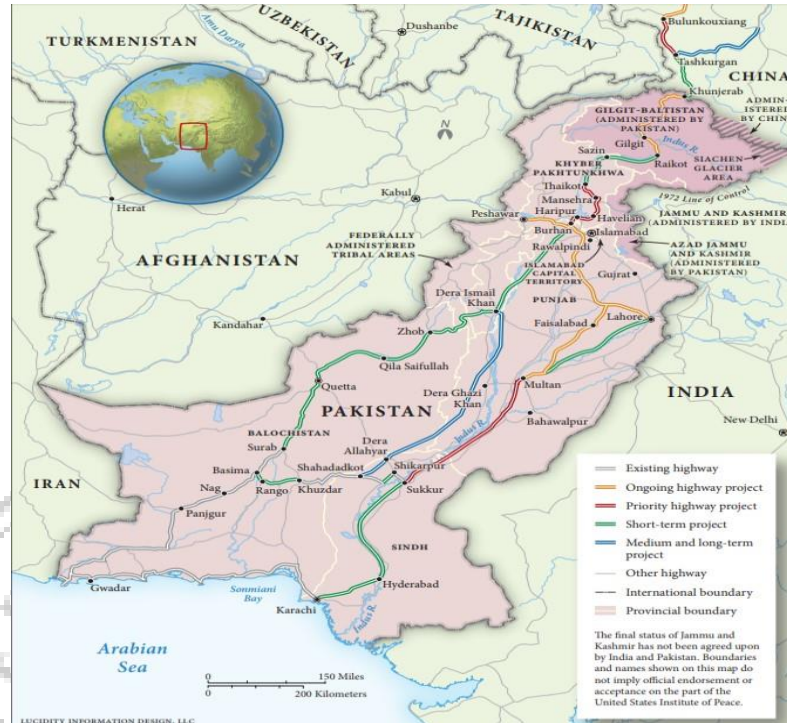 UZBEKISTAN
Dushanbe
TAJIKISTAN
Bulunkouxiang
TURKMENISTAN
Amu Darya
Tashkurgan
CHINA
Khunjerab
ADMIN-
ISTERED
BY CHINA
GILGIT-BALTISTAN
(ADMINISTERED BY
PAKISTAN)
Indus R.
Gilgit
Sazin
Raikot
SIACHEN
GLACIER
AREA
KHYBER
PAKHTUNKHWA
Thaikot
1972 Line of Control
Mansehra
Herat
Kabul
Peshawar
Haripur
Havelian
JAMMU AND KASHMIR
(ADMINISTERED BY INDIA)
Burhan
Islamabad
Rawalpindi
FEDERALLY
ADMINISTERED
TRIBAL AREAS
AZAD JAMMU
AND KASHMIR
(ADMINISTERED
BY PAKISTAN)
AFGHANISTAN
ISLAMABAD
CAPITAL
TERRITORY
Gujrat
Dera Ismail
Khan
PUNJAB
Kandahar
Zhob
Faisalabad
Lahore
Qila Saifullah
Quetta
Dera Ghazi
Khan
Multan
INDIA
PAKISTAN
Indus R.
Bahawalpur
New Delhi
BALOCHISTAN
Surab
Dera
Allahyar
IRAN
Basima
Shahadadkot
Shikarpur
Nag
Rango
Khuzdar
Sukkur
Panjgur
SINDH
Gwadar
Sonmiani
Bay
Hyderabad
Karachi
Indus R.
Arabian
Sea
0 150 Miles
0 200 Kilometers
Existing highway
Ongoing highway project
Priority highway project
Short-term project
Medium and long-term
project
Other highway
International boundary
Provincial boundary
The final status of Jammu and
Kashmir has not been agreed upon
by India and Pakistan. Boundaries
and names shown on this map do
not imply official endorsement or
acceptance on the part of the
United States Institute of Peace.
LUCIDITY INFORMATION DESIGN, LLC